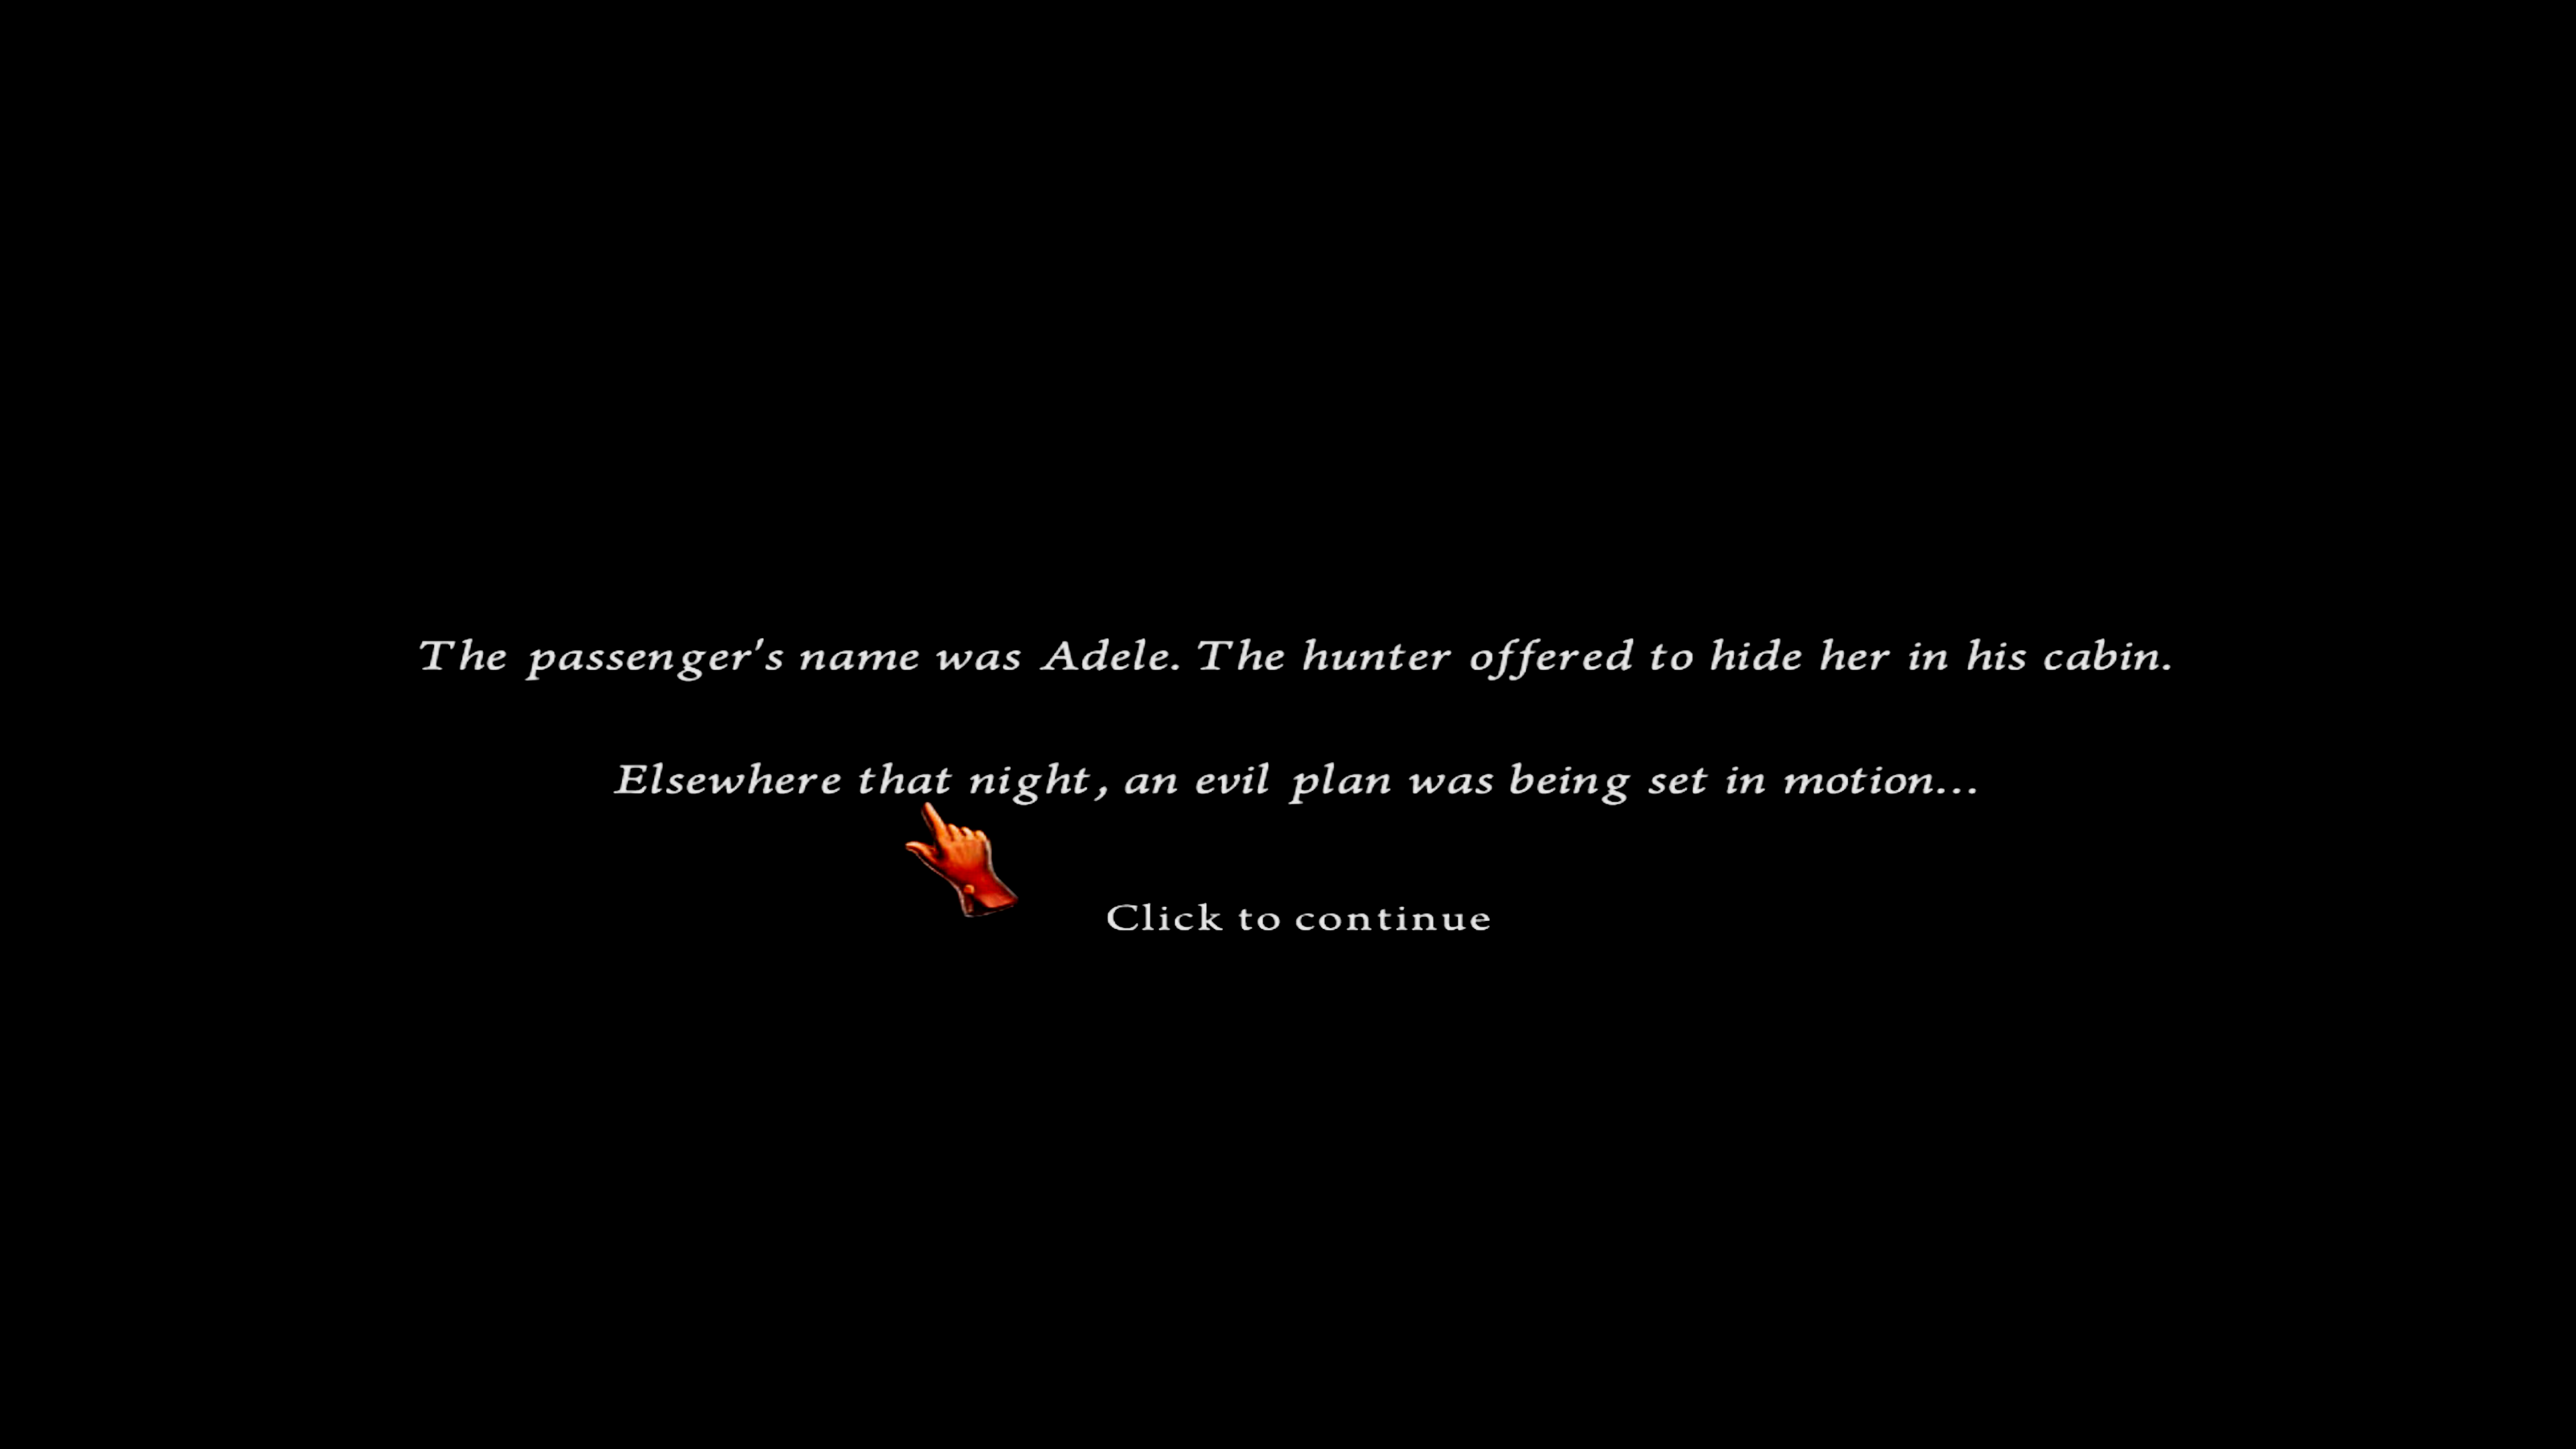 The passenger's name was Adele. The hunter offered to hide her in his cabin.
Elsewhere that night, an evil plan was being set in motion...
Click to continue